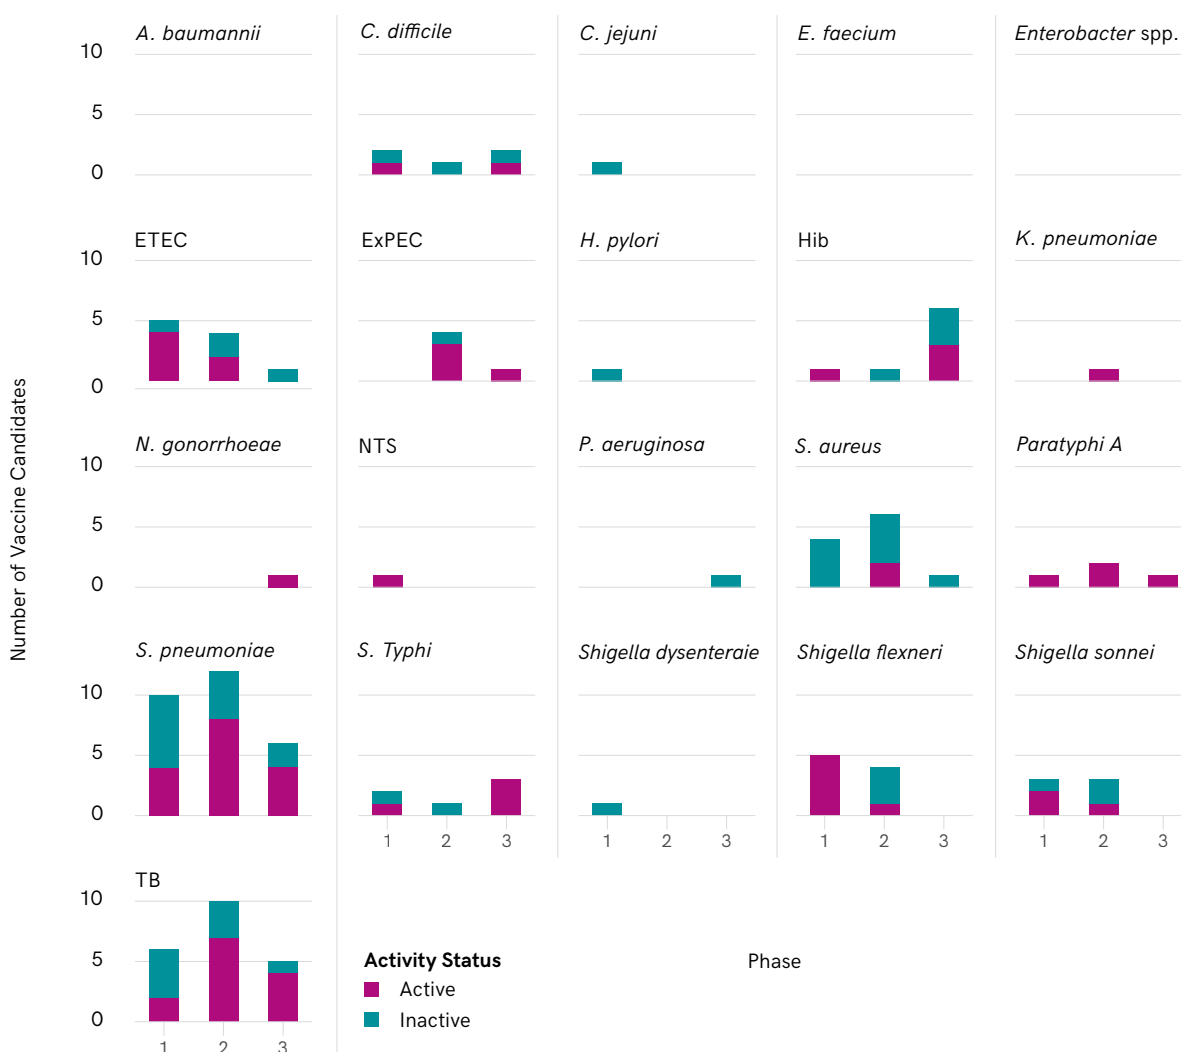 A. baumannii
C. difficile
C. jejuni
E. faecium
Enterobacter spp.
10
5
0
ETEC
ExPEC
H. pylori
Hib
K. pneumoniae
10
5
0
N. gonorrhoeae
NTS
P. aeruginosa
S. aureus
Paratyphi A
10
5
0
Number of Vaccine Candidates
S. pneumoniae
S. Typhi
Shigella dysenteraie
Shigella flexneri
Shigella sonnei
10
5
0
1 2 3
1 2 3
1 2 3
1 2 3
TB
10
5
0
1 2 3
Activity Status
Active
Inactive
Phase